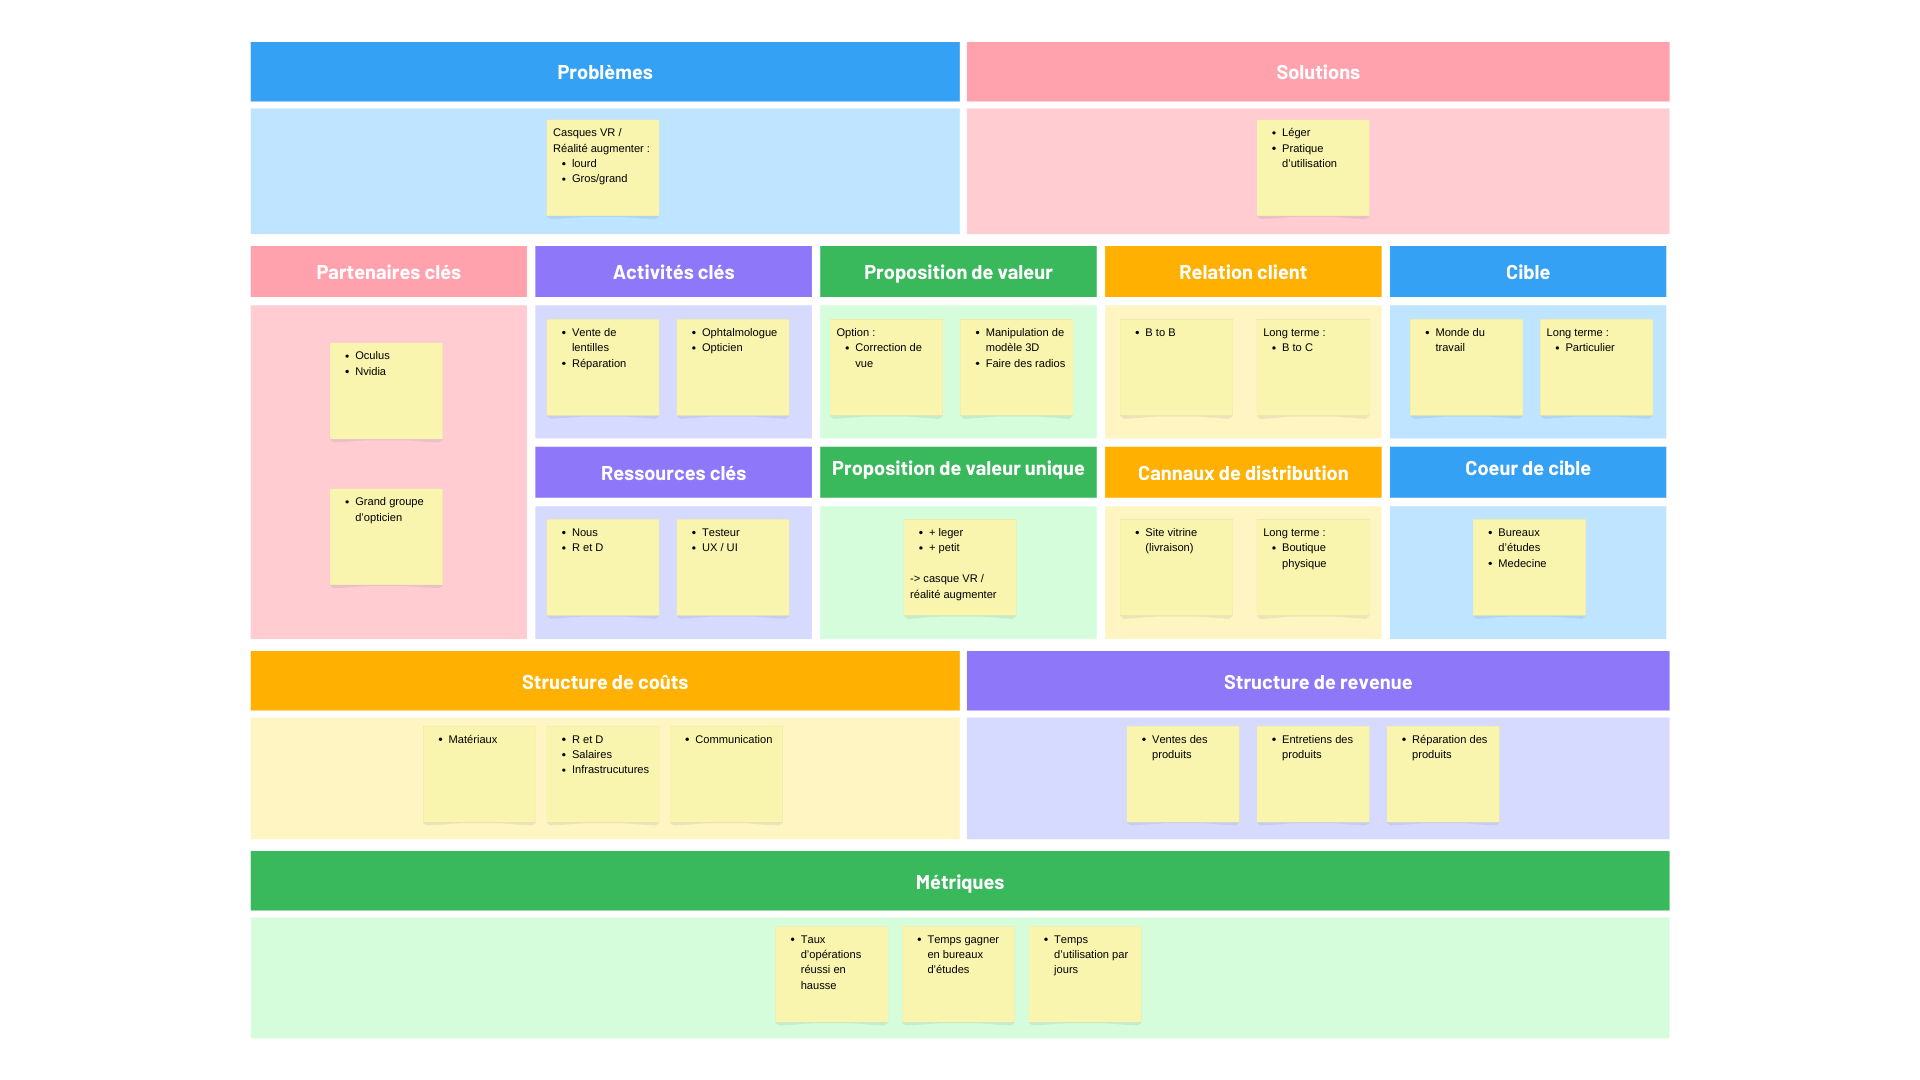 Problèmes
Casques VR /
Réalité augmenter :
• lourd
• Gros/grand
Solutions
• Léger
• Pratique
d’utilisation
Partenaires clés
• Oculus
• Nvidia
• Grand groupe
d’opticien
Activités clés
• Vente de
lentilles
• Réparation
• Ophtalmologue
• Opticien
Proposition de valeur
Option :
• Correction de
vue
• Manipulation de
modèle 3D
• Faire des radios
Relation client
• B to B
Long terme :
• B to C
Cible
• Monde du
travail
Long terme :
• Particulier
Ressources clés
• Nous
• R et D
• Testeur
• UX / UI
Proposition de valeur unique
• + leger
• + petit
-> casque VR /
réalité augmenter
Cannaux de distribution
• Site vitrine
(livraison)
Long terme :
• Boutique
physique
Coeur de cible
• Bureaux
d’études
• Medecine
Structure de coûts
• Matériaux
• R et D
• Salaires
• Infrastrucutures
• Communication
Structure de revenue
• Ventes des
produits
• Entretiens des
produits
• Réparation des
produits
Métriques
• Taux
d’opérations
réussi en
hausse
• Temps gagner
en bureaux
d’études
• Temps
d’utilisation par
jours